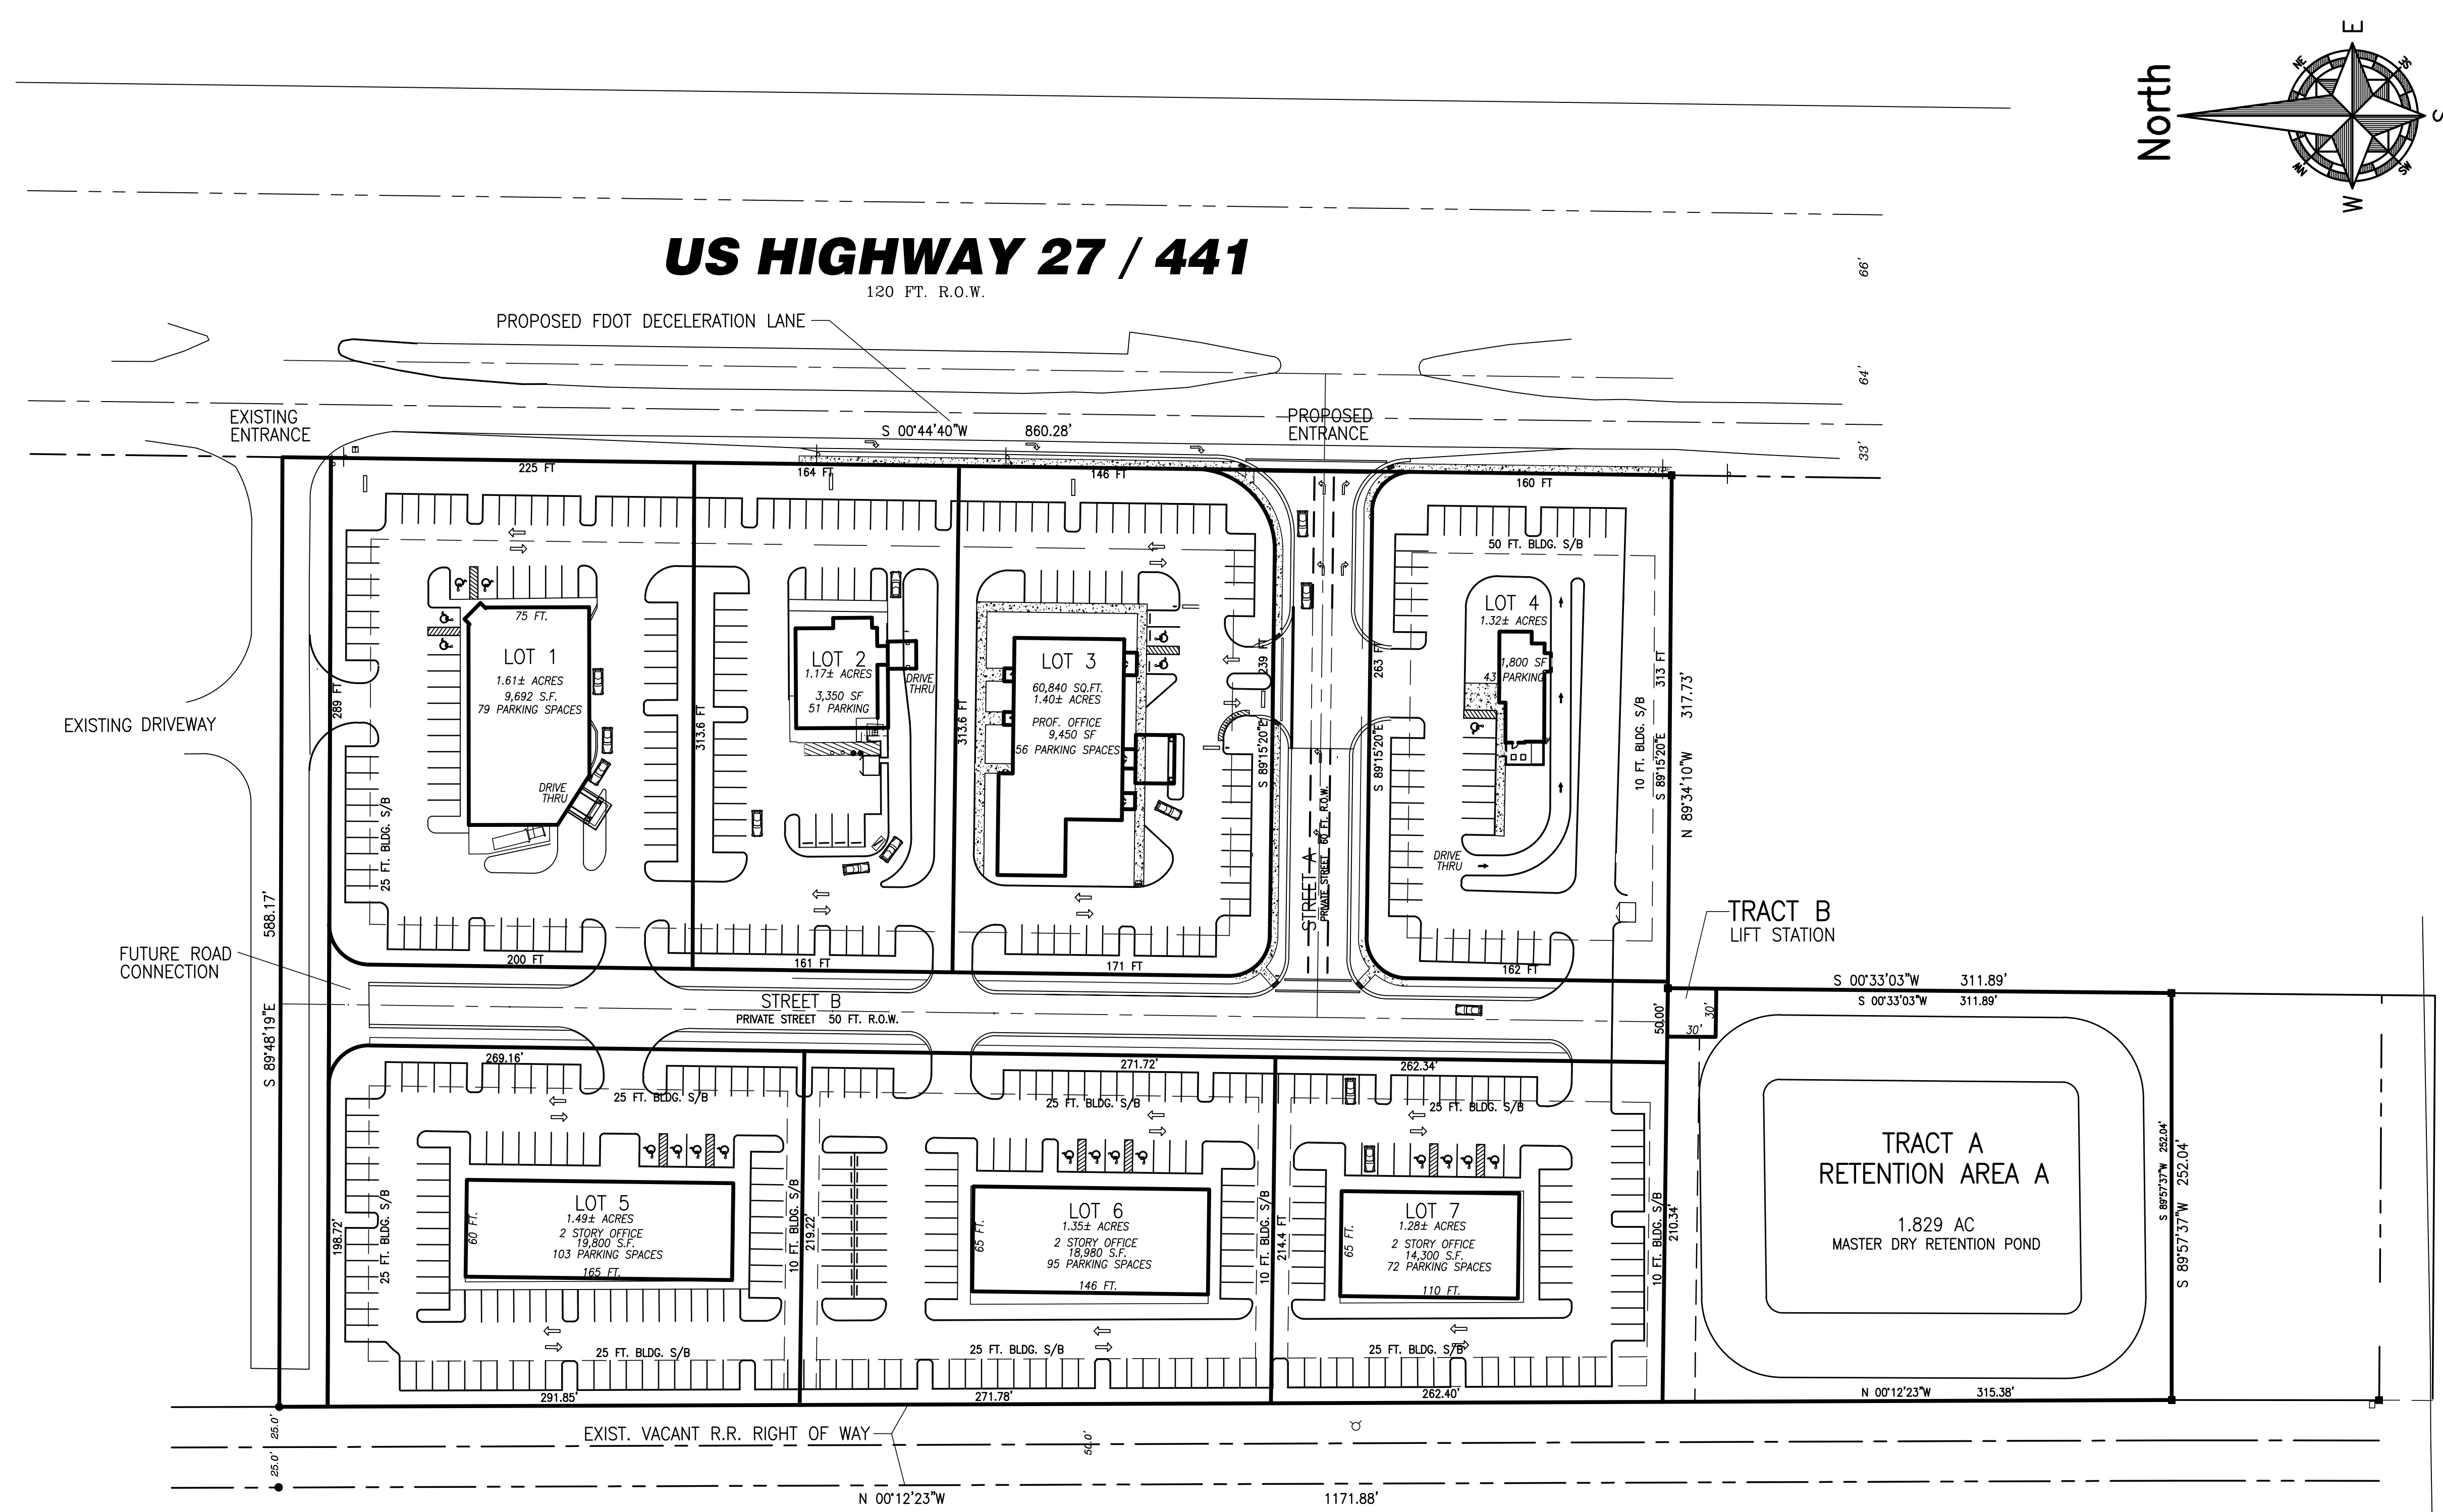 North
E
NE
SE
S
SW
W
NW
US HIGHWAY 27 / 441
120 FT. R.O.W.
66'
64'
33'
PROPOSED FDOT DECELERATION LANE
EXISTING
ENTRANCE
S 00°44'40"W 860.28'
PROPOSED
ENTRANCE
225 FT
164 FT
146 FT
160 FT
50 FT. BLDG. S/B
75 FT.
LOT 1
1.61± ACRES
9,692 S.F.
79 PARKING SPACES
DRIVE
THRU
289 FT
25 FT. BLDG. S/B
200 FT
313.6 FT
LOT 2
1.17± ACRES
3,350 SF
51 PARKING
DRIVE
THRU
161 FT
313.6 FT
LOT 3
60,840 SQ.FT.
1.40± ACRES
PROF. OFFICE
9,450 SF
56 PARKING SPACES
171 FT
239 FT
S 89°15'20"E
STREET A
PRIVATE STREET 60 FT. R.O.W.
263 FT
S 89°15'20"E
LOT 4
1.32± ACRES
1,800 SF
43 PARKING
DRIVE
THRU
162 FT
10 FT. BLDG. S/B
S 89°15'20"E 313 FT
N 89°34'10"W 317.73'
EXISTING DRIVEWAY
FUTURE ROAD
CONNECTION
S 89°48'19"E 588.17'
STREET B
PRIVATE STREET 50 FT. R.O.W.
50.00'
TRACT B
LIFT STATION
30'
30'
S 00°33'03"W 311.89'
S 00°33'03"W 311.89'
269.16'
25 FT. BLDG. S/B
LOT 5
1.49± ACRES
2 STORY OFFICE
19,800 S.F.
103 PARKING SPACES
165 FT.
60 FT.
198.72'
25 FT. BLDG. S/B
25 FT. BLDG. S/B
291.85'
10 FT. BLDG. S/B
219.22'
271.72'
25 FT. BLDG. S/B
LOT 6
1.35± ACRES
2 STORY OFFICE
18,980 S.F.
95 PARKING SPACES
146 FT.
65 FT.
25 FT. BLDG. S/B
271.78'
10 FT. BLDG. S/B
214.4 FT
262.34'
25 FT. BLDG. S/B
LOT 7
1.28± ACRES
2 STORY OFFICE
14,300 S.F.
72 PARKING SPACES
110 FT.
65 FT.
25 FT. BLDG. S/B
262.40'
10 FT. BLDG. S/B
210.34'
TRACT A
RETENTION AREA A
1.829 AC
MASTER DRY RETENTION POND
S 89°57'37"W 252.04'
S 89°57'37"W 252.04'
N 00°12'23"W 315.38'
EXIST. VACANT R.R. RIGHT OF WAY
25.0'
25.0'
50.0'
N 00°12'23"W 1171.88'